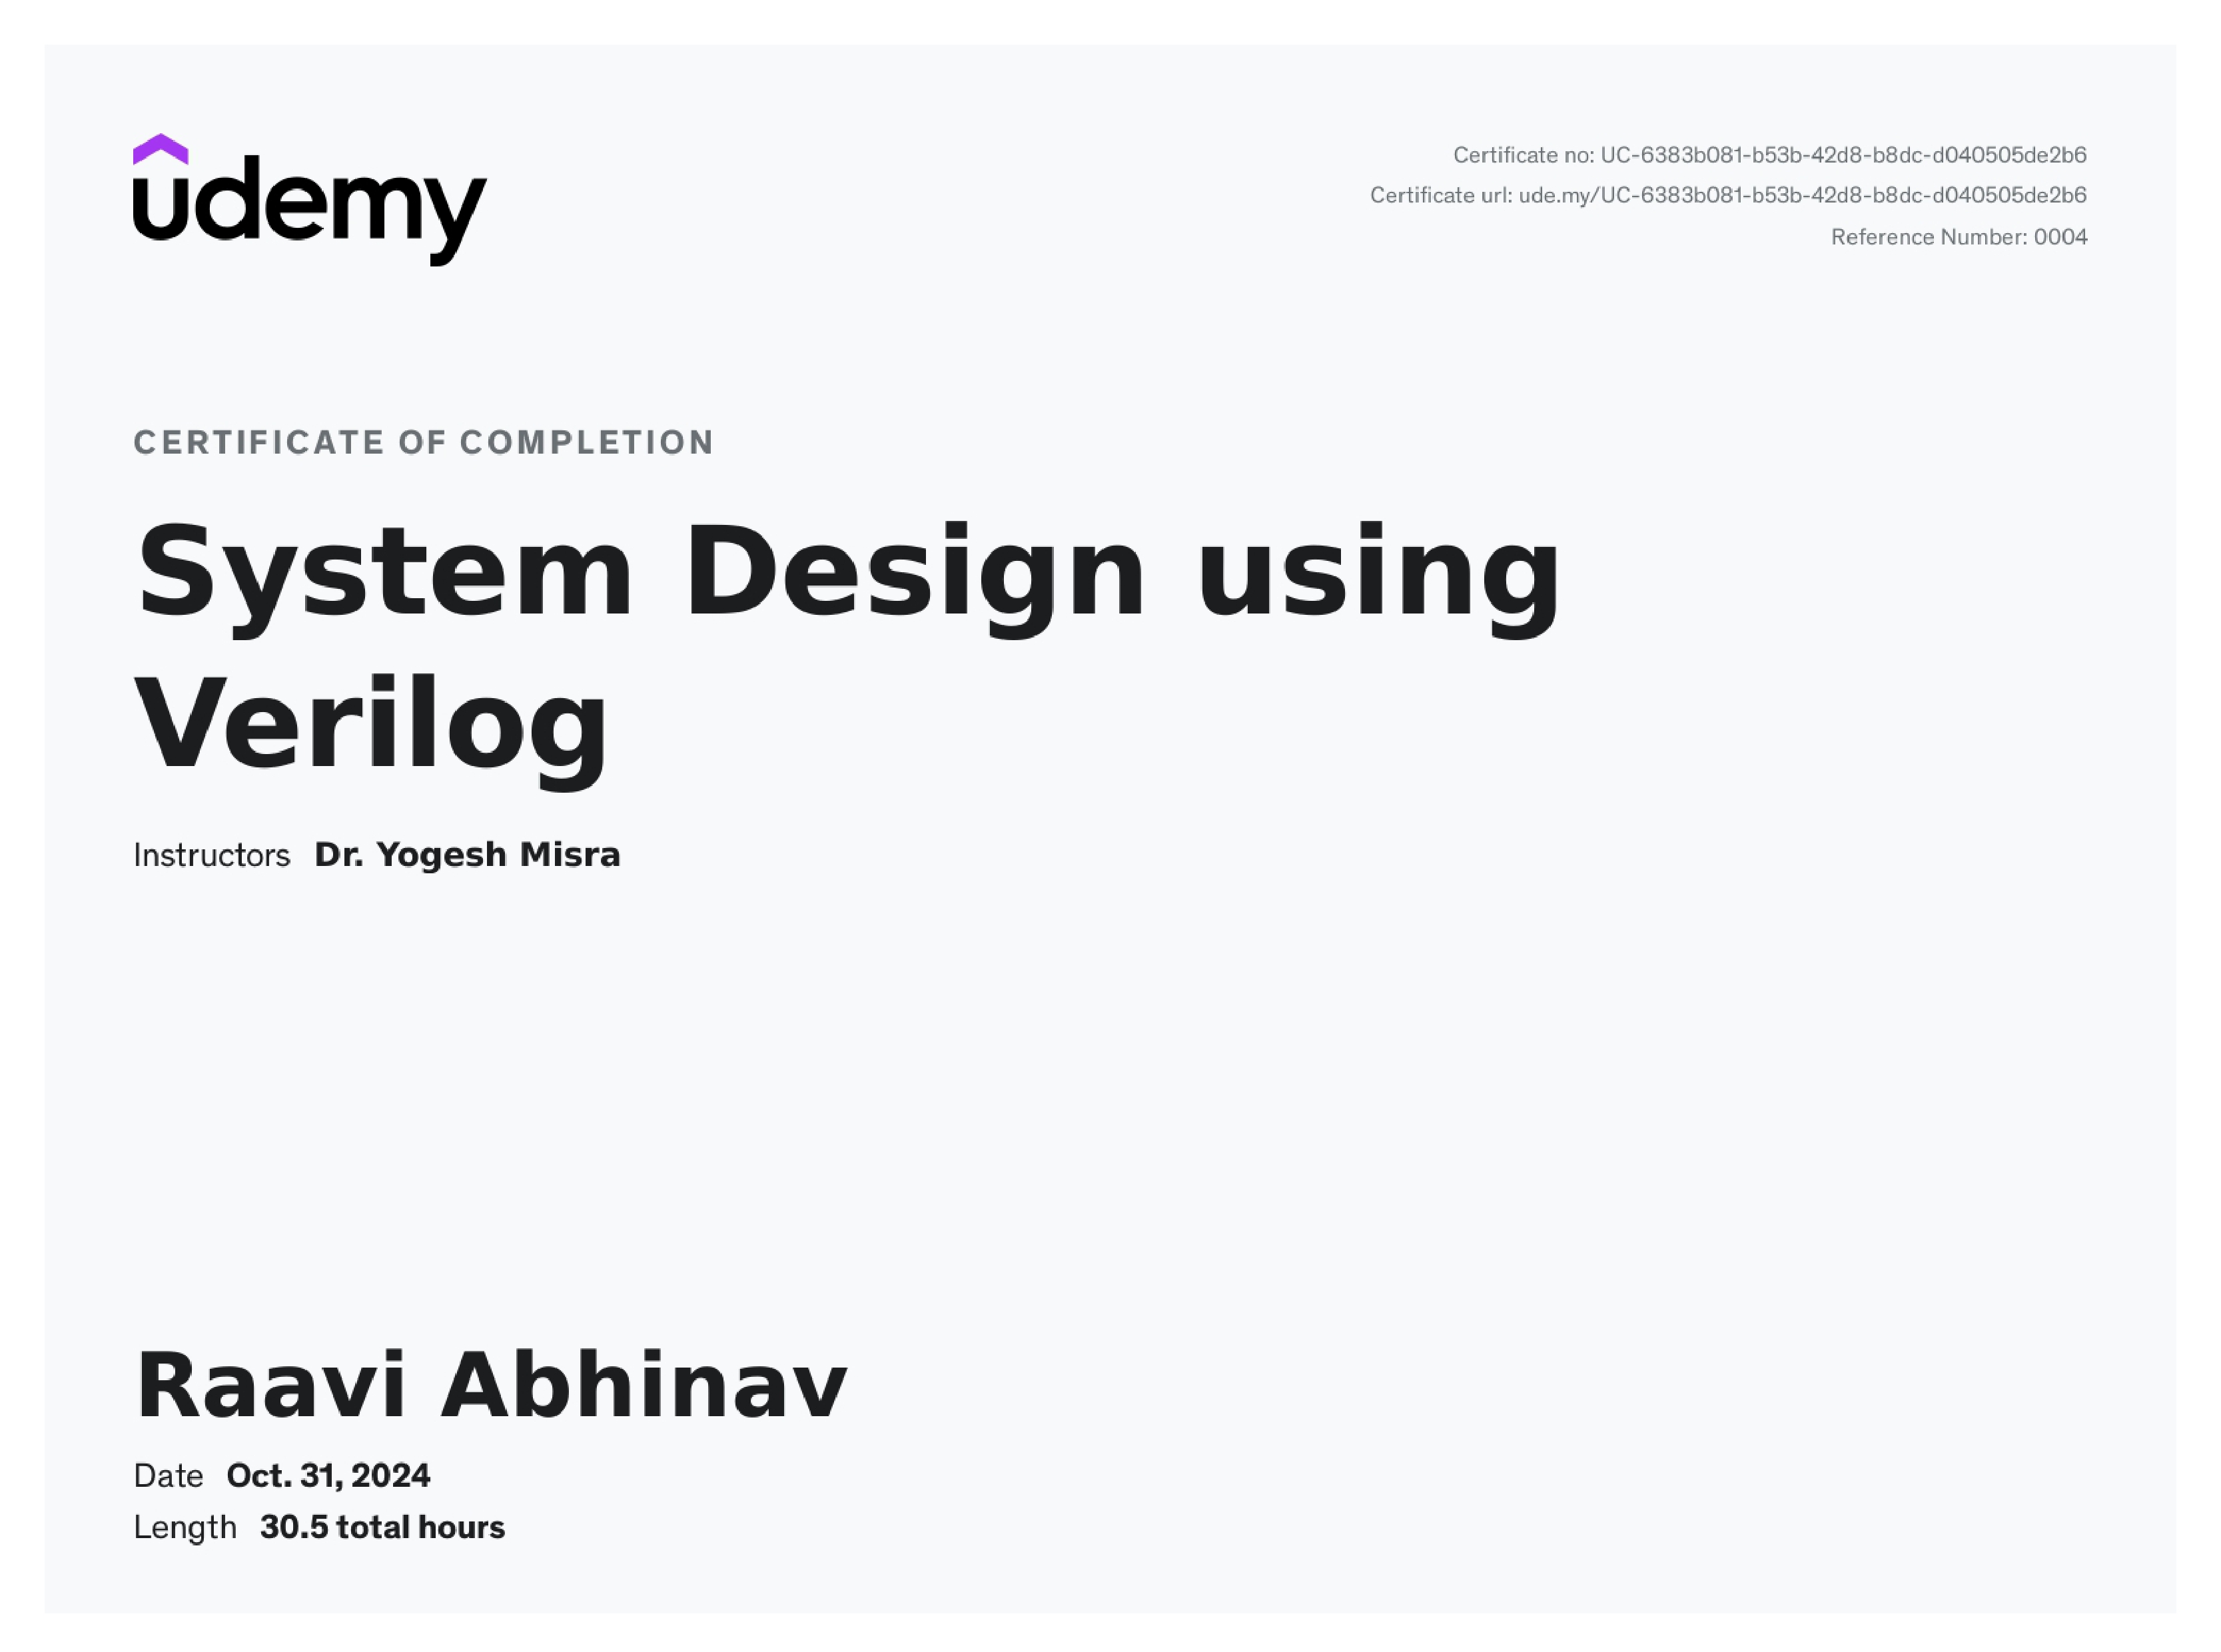 udemy
Certificate no: UC-6383b081-b53b-42d8-b8dc-d040505de2b6
Certificate url: ude.my/UC-6383b081-b53b-42d8-b8dc-d040505de2b6
Reference Number: 0004
CERTIFICATE OF COMPLETION
System Design using
Verilog
Instructors Dr. Yogesh Misra
Raavi Abhinav
Date Oct. 31, 2024
Length 30.5 total hours